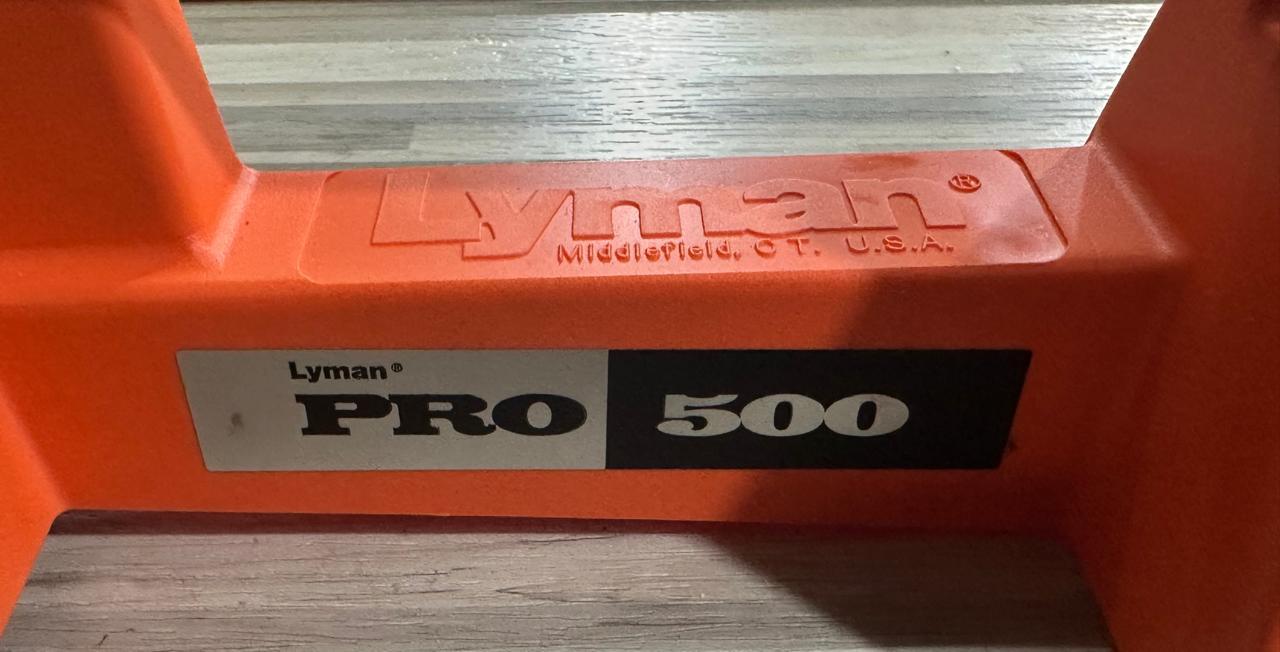 Lyman®
Middlefield, CT. U.S.A.
Lyman®
PRO 500